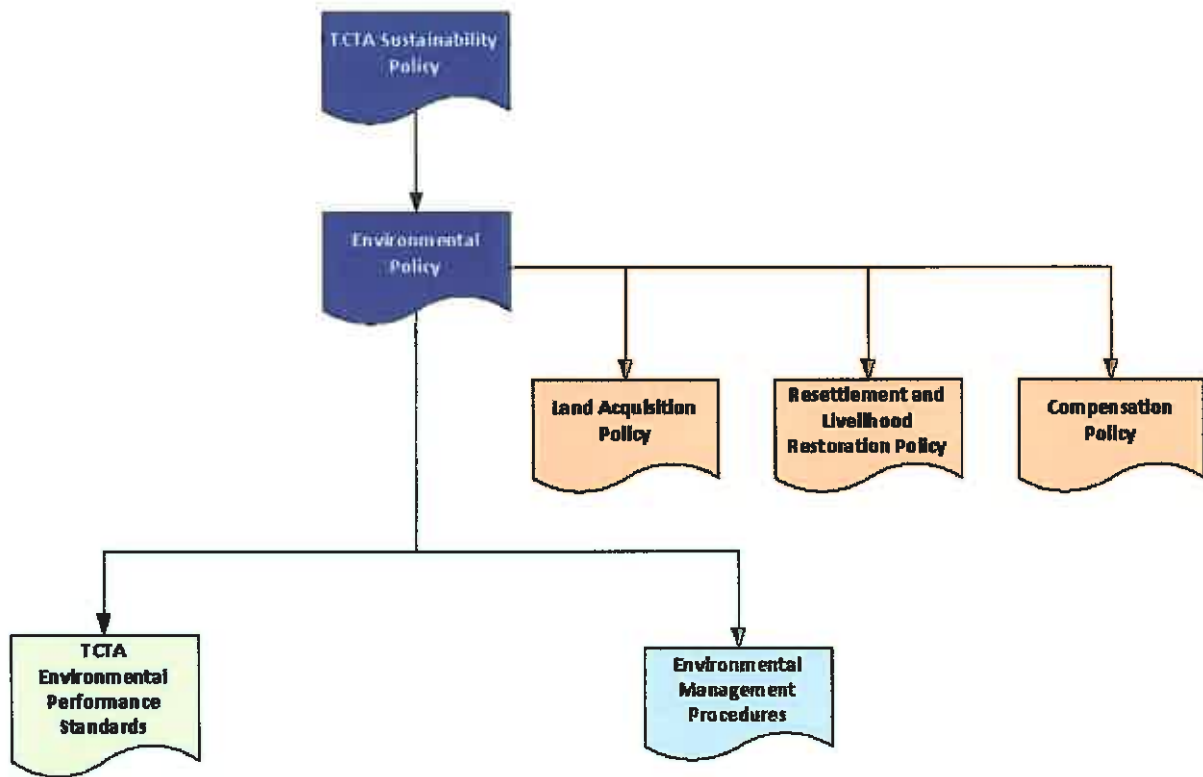 TCTA Sustainability
Policy
Environmental
Policy
Land Acquisition
Policy
Resettlement and
Livelihood
Restoration Policy
Compensation
Policy
TCTA
Environmental
Performance
Standards
Environmental
Management
Procedures